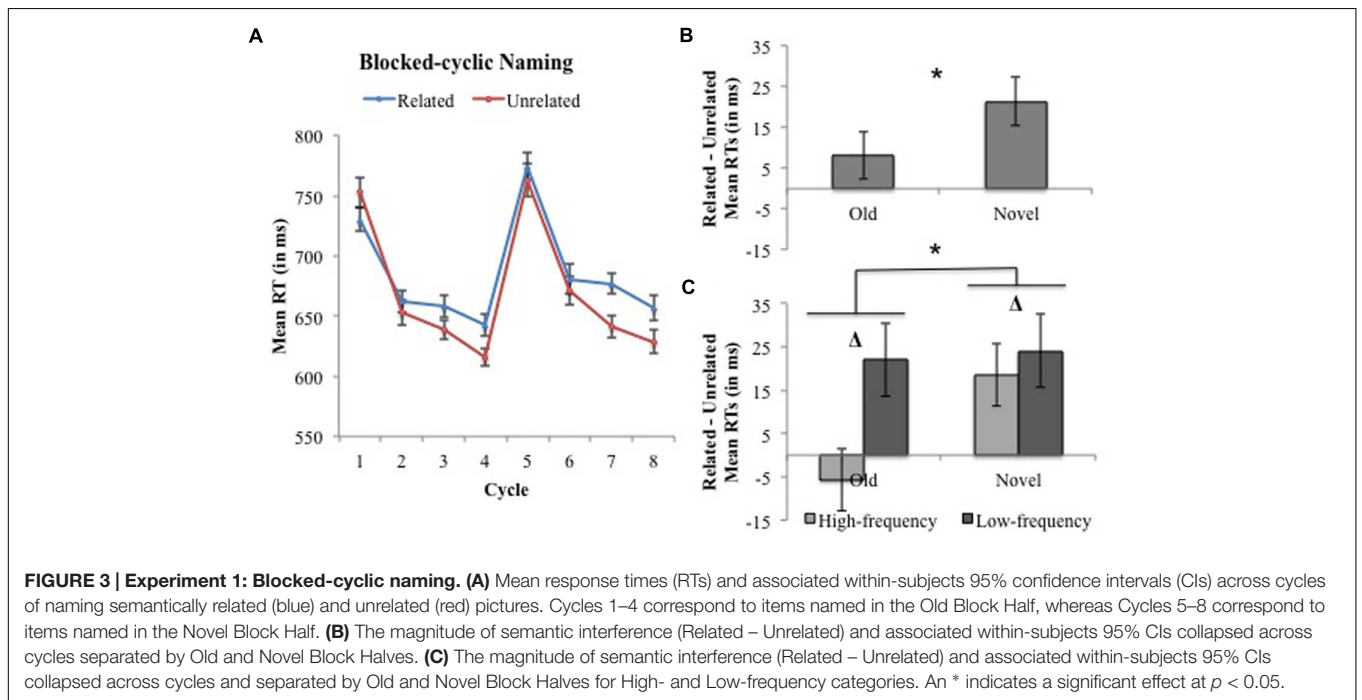 A
Blocked-cyclic Naming
Related Unrelated
Mean RT (in ms)
800
750
700
650
600
550
1 2 3 4 5 6 7 8
Cycle
B
Related - Unrelated
Mean RTs (in ms)
35
25
15
5
-5
-15
*
Old Novel
C
Related - Unrelated
Mean RTs (in ms)
35
25
15
5
-5
-15
*
Δ Δ
Old Novel
High-frequency Low-frequency
FIGURE 3 | Experiment 1: Blocked-cyclic naming. (A) Mean response times (RTs) and associated within-subjects 95% confidence intervals (CIs) across cycles
of naming semantically related (blue) and unrelated (red) pictures. Cycles 1–4 correspond to items named in the Old Block Half, whereas Cycles 5–8 correspond to
items named in the Novel Block Half. (B) The magnitude of semantic interference (Related – Unrelated) and associated within-subjects 95% CIs collapsed across
cycles separated by Old and Novel Block Halves. (C) The magnitude of semantic interference (Related – Unrelated) and associated within-subjects 95% CIs
collapsed across cycles and separated by Old and Novel Block Halves for High- and Low-frequency categories. An * indicates a significant effect at p < 0.05.